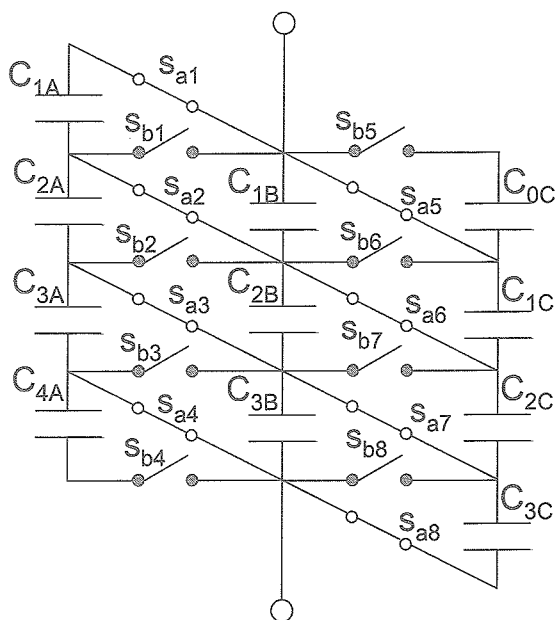 C1A Sa1
Sb1 Sb5
C2A Sa2 C1B Sa5 C0C
Sb2 Sb6
C3A Sa3 C2B Sa6 C1C
Sb3 Sb7
C4A Sa4 C3B Sa7 C2C
Sb4 Sb8
Sa8 C3C